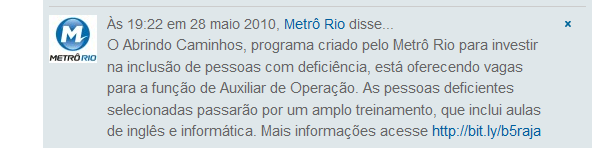 Às 19:22 em 28 maio 2010, Metrô Rio disse...
O Abrindo Caminhos, programa criado pelo Metrô Rio para investir
na inclusão de pessoas com deficiência, está oferecendo vagas
para a função de Auxiliar de Operação. As pessoas deficientes
selecionadas passarão por um amplo treinamento, que inclui aulas
de inglês e informática. Mais informações acesse http://bit.ly/b5raja
METRÔ RIO